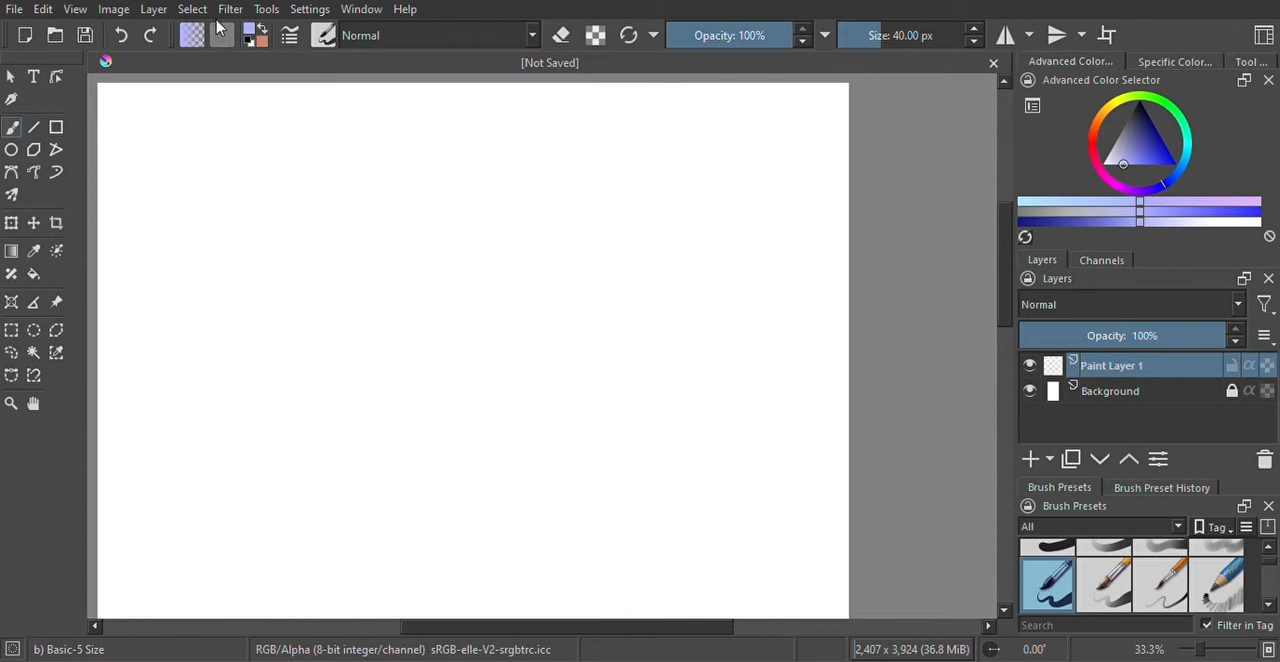 File Edit View Image Layer Select Filter Tools Settings Window Help
Normal Opacity: 100% Size: 40.00 px
[Not Saved]
Advanced Color... Specific Color... Tool ...
Advanced Color Selector
T
Layers Channels
Layers
Normal
Opacity: 100%
Paint Layer 1 α
Background α
Brush Presets Brush Preset History
Brush Presets
All Tag
Search Filter in Tag
b) Basic-5 Size RGB/Alpha (8-bit integer/channel) sRGB-elle-V2-srgbtrc.icc 2,407 x 3,924 (36.8 MiB) 0.00° 33.3%